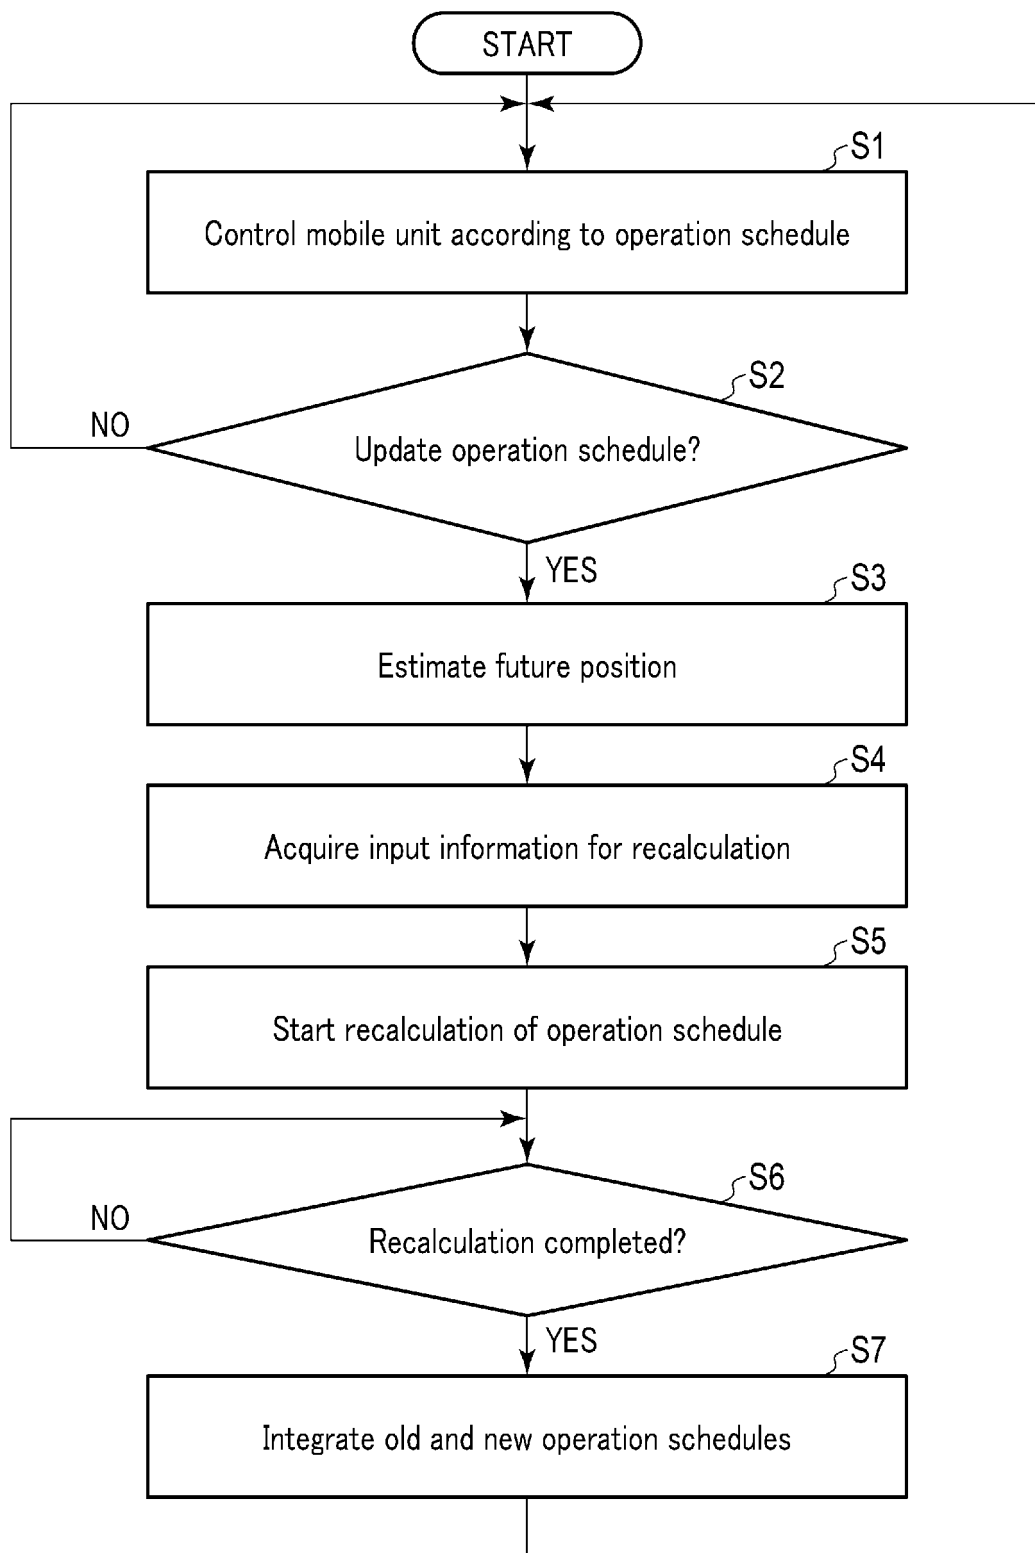 START
S1
Control mobile unit according to operation schedule
S2
NO
Update operation schedule?
YES
S3
Estimate future position
S4
Acquire input information for recalculation
S5
Start recalculation of operation schedule
S6
NO
Recalculation completed?
YES
S7
Integrate old and new operation schedules